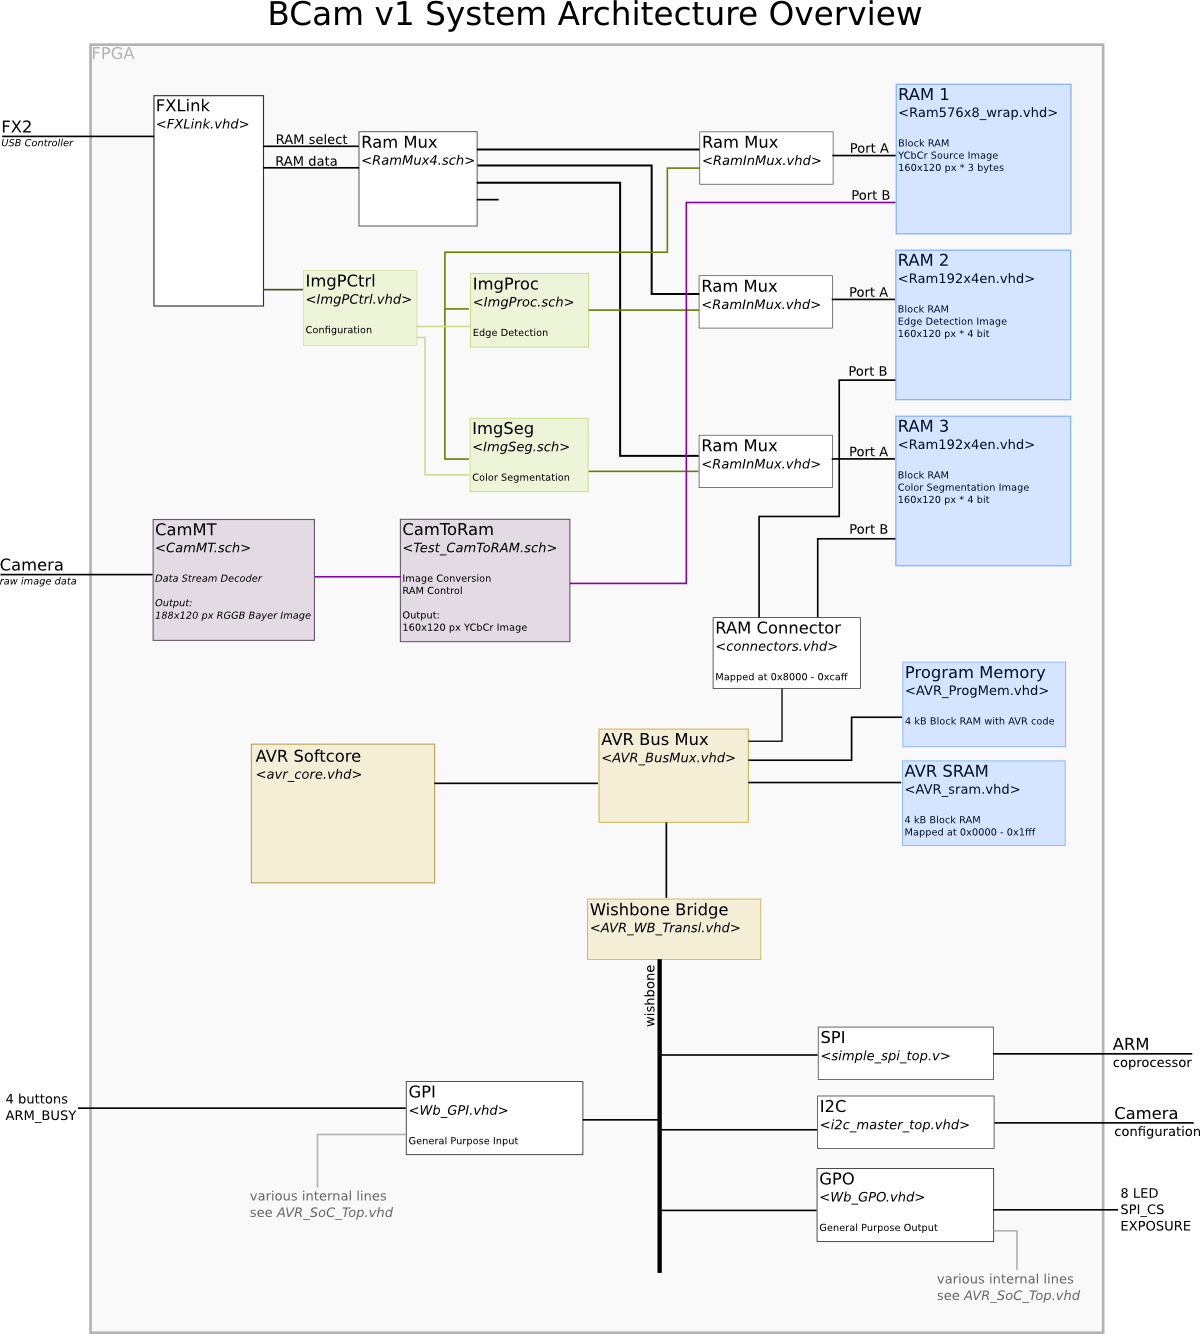 BCam v1 System Architecture Overview
FPGA
FX2
USB Controller
FXLink
<FXLink.vhd>
RAM select
RAM data
Ram Mux
<RamMux4.sch>
Ram Mux
<RamInMux.vhd>
Port A
Port B
RAM 1
<Ram576x8_wrap.vhd>
Block RAM
YCbCr Source Image
160x120 px * 3 bytes
ImgPCtrl
<ImgPCtrl.vhd>
Configuration
ImgProc
<ImgProc.sch>
Edge Detection
Ram Mux
<RamInMux.vhd>
Port A
Port B
RAM 2
<Ram192x4en.vhd>
Block RAM
Edge Detection Image
160x120 px * 4 bit
ImgSeg
<ImgSeg.sch>
Color Segmentation
Ram Mux
<RamInMux.vhd>
Port A
Port B
RAM 3
<Ram192x4en.vhd>
Block RAM
Color Segmentation Image
160x120 px * 4 bit
Camera
raw image data
CamMT
<CamMT.sch>
Data Stream Decoder
Output:
188x120 px RGGB Bayer Image
CamToRam
<Test_CamToRAM.sch>
Image Conversion
RAM Control
Output:
160x120 px YCbCr Image
RAM Connector
<connectors.vhd>
Mapped at 0x8000 - 0xcaff
Program Memory
<AVR_ProgMem.vhd>
4 kB Block RAM with AVR code
AVR Softcore
<avr_core.vhd>
AVR Bus Mux
<AVR_BusMux.vhd>
AVR SRAM
<AVR_sram.vhd>
4 kB Block RAM
Mapped at 0x0000 - 0x1fff
Wishbone Bridge
<AVR_WB_Transl.vhd>
wishbone
SPI
<simple_spi_top.v>
ARM
coprocessor
4 buttons
ARM_BUSY
GPI
<Wb_GPI.vhd>
General Purpose Input
I2C
<i2c_master_top.vhd>
Camera
configuration
various internal lines
see AVR_SoC_Top.vhd
GPO
<Wb_GPO.vhd>
General Purpose Output
8 LED
SPI_CS
EXPOSURE
various internal lines
see AVR_SoC_Top.vhd